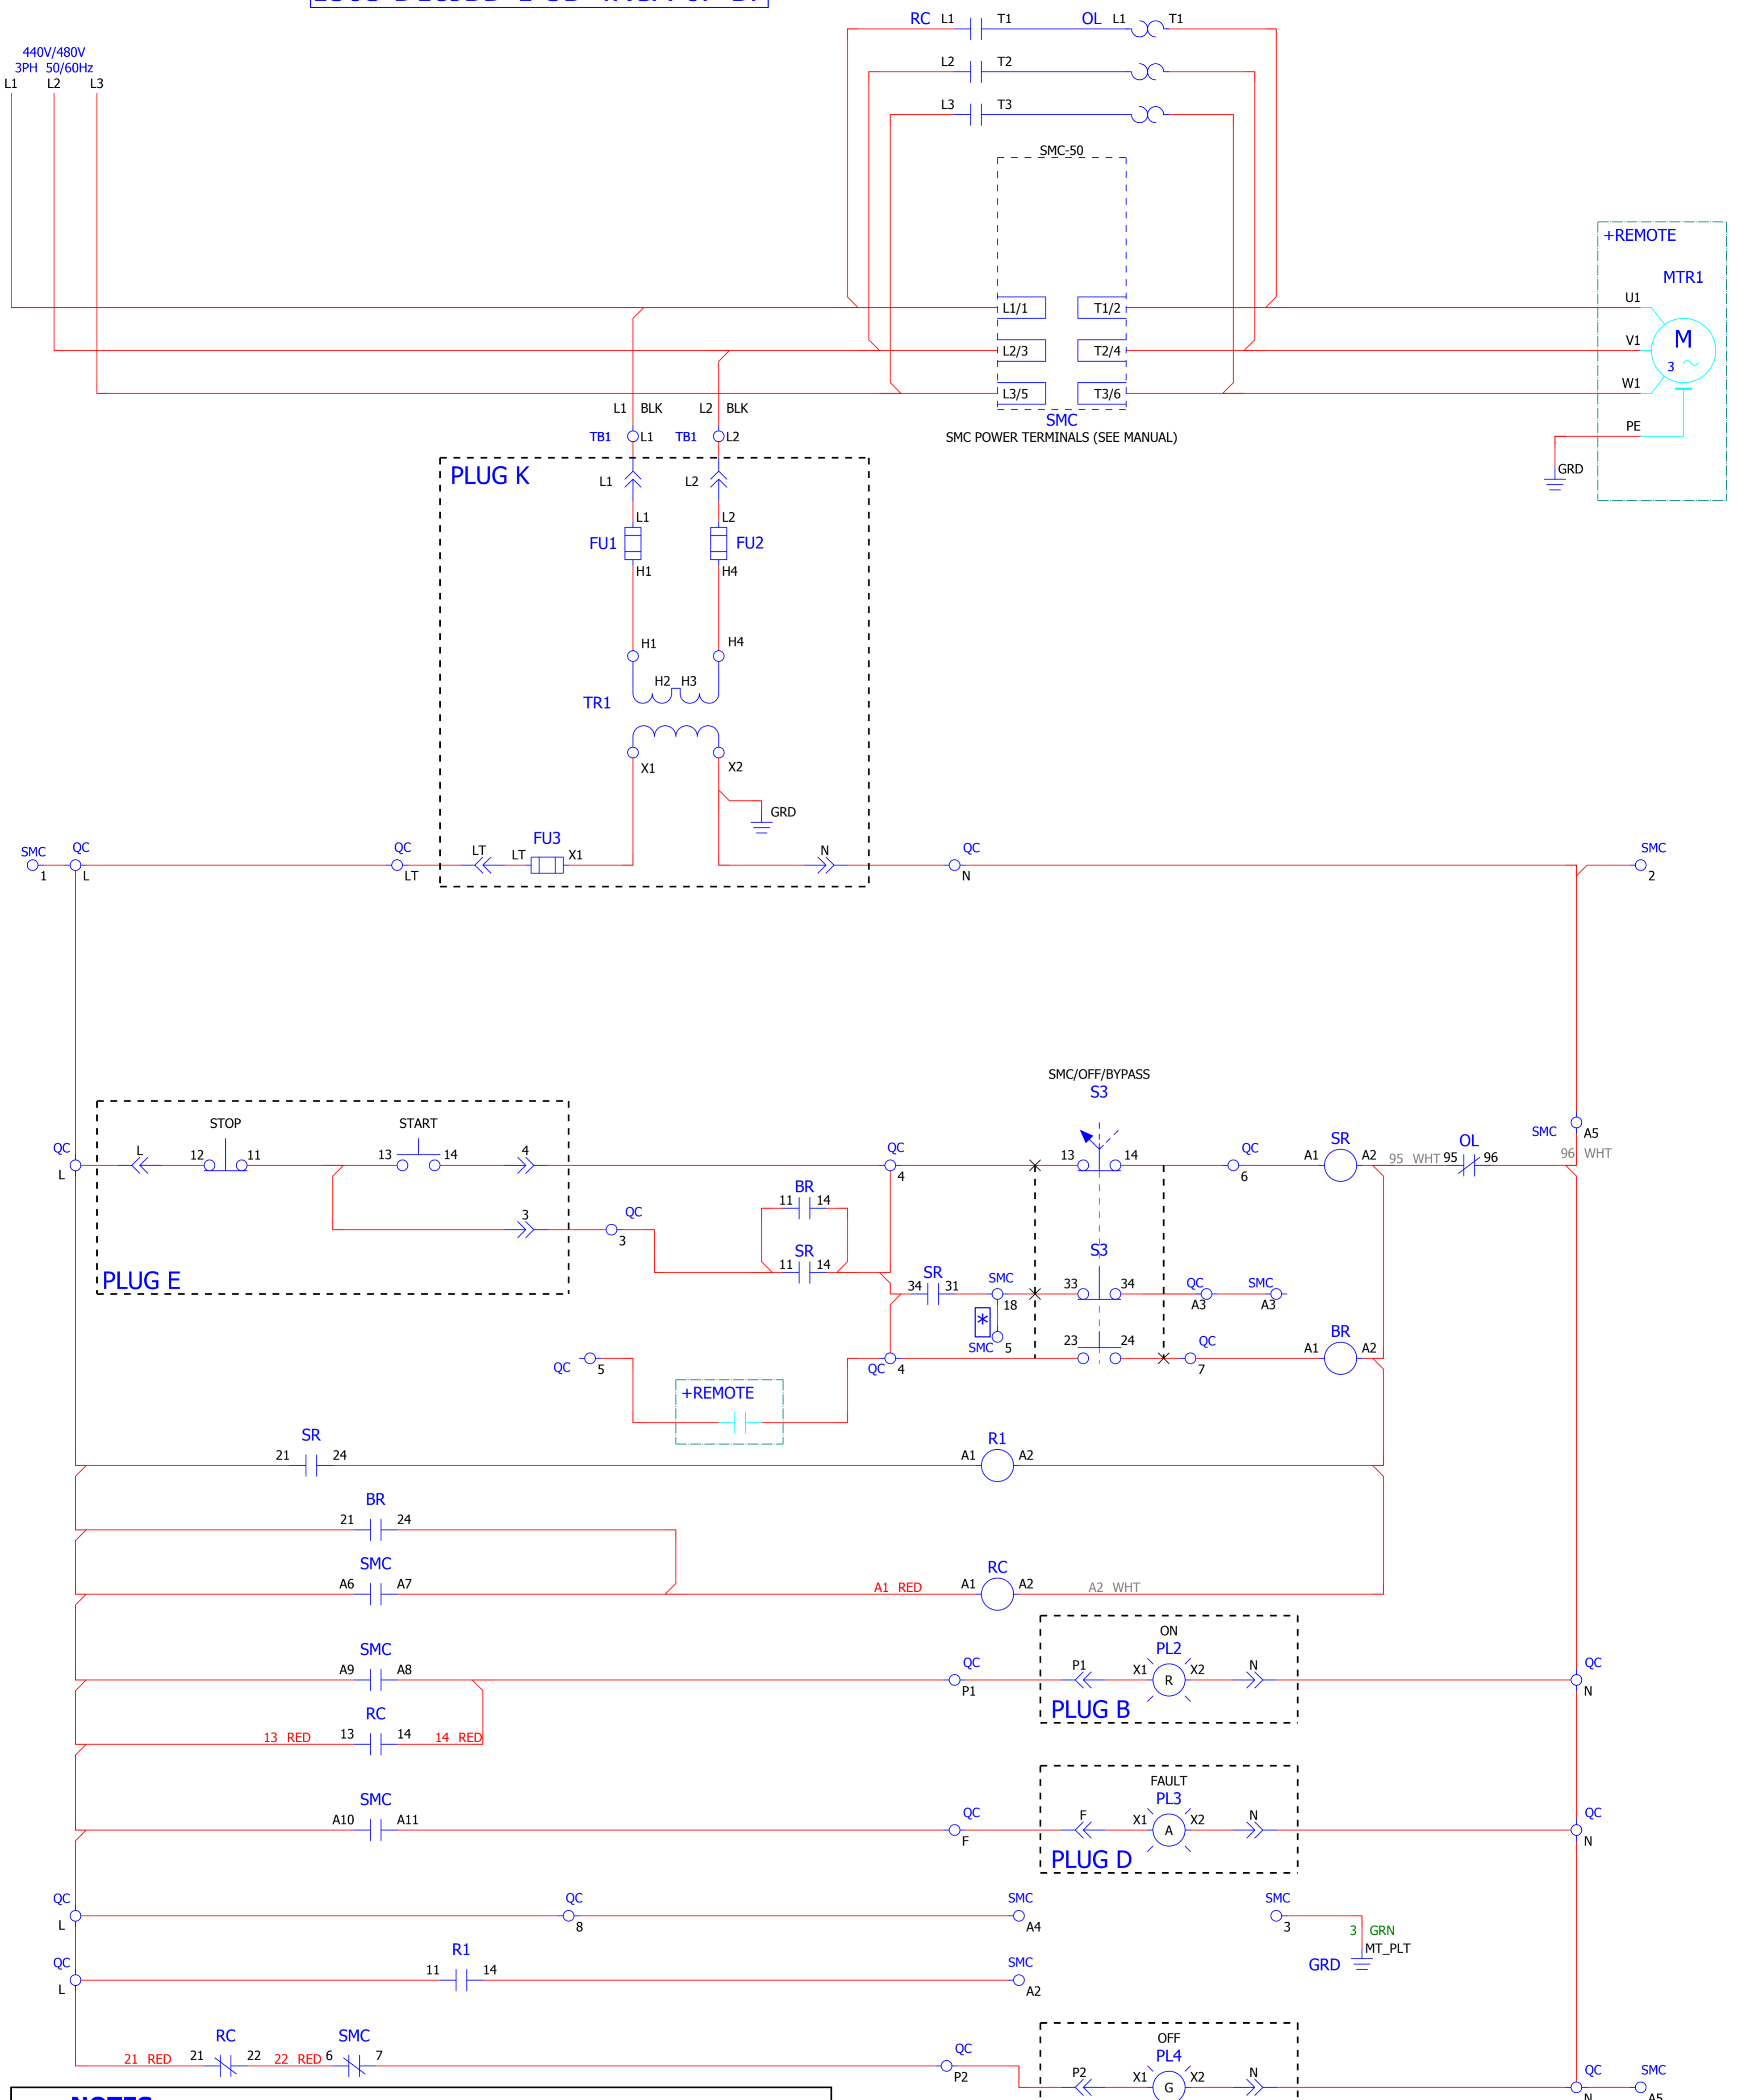 RC L1 T1 OL L1 T1
440V/480V
3PH 50/60Hz
L1 L2 L3
L2 T2
L3 T3
SMC-50
+REMOTE
MTR1
L1/1 T1/2 U1
L2/3 T2/4 V1 M
3
L3/5 T3/6 W1
L1 BLK L2 BLK
SMC
SMC POWER TERMINALS (SEE MANUAL)
PE
TB1 L1 TB1 L2
GRD
PLUG K
L1 L2
L1 L2
FU1 FU2
H1 H4
H1 H4
H2 H3
TR1
X1 X2
GRD
FU3
SMC QC QC LT LT X1 N QC SMC
1 L LT N 2
SMC/OFF/BYPASS
S3
STOP START
QC L 12 11 13 14 4 QC 13 14 QC SR OL SMC A5
L 4 6 A1 A2 95 WHT 95 96 96 WHT
BR
11 14
3 QC
3
SR
11 14
S3
PLUG E
SR
34 31 SMC 33 34 QC SMC
18 A3 A3
*
SMC 5 23 24 QC BR
QC 5 QC 4 7 A1 A2
+REMOTE
SR R1
21 24 A1 A2
BR
21 24
SMC RC
A6 A7 A1 RED A1 A2 A2 WHT
ON
SMC PL2
A9 A8 QC P1 X1 R X2 N QC
P1 N
PLUG B
RC
13 RED 13 14 14 RED
FAULT
SMC PL3
A10 A11 QC F X1 A X2 N QC
F N
PLUG D
QC QC SMC SMC
L 8 A4 3
3 GRN
MT_PLT
GRD
QC R1 SMC
L 11 14 A2
OFF
RC SMC PL4
21 RED 21 22 22 RED 6 7 QC
P2 P2 X1 G X2 N QC SMC